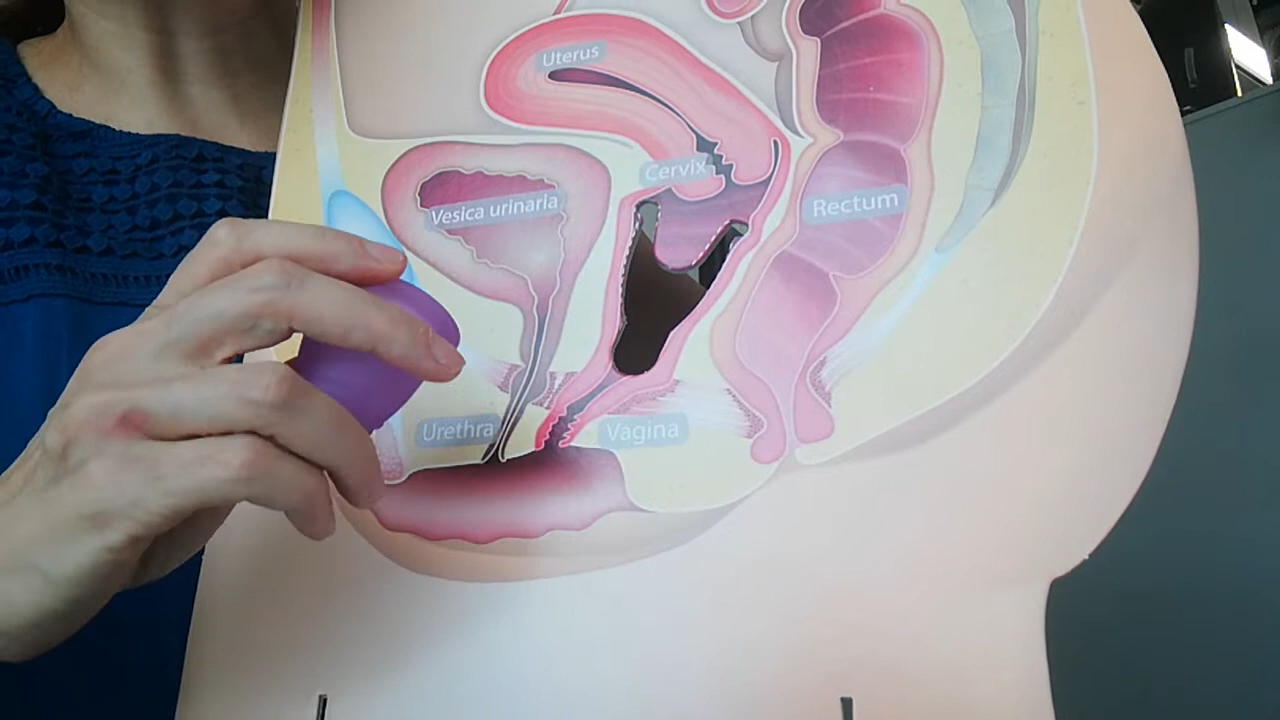 Uterus
Cervix
Vesica urinaria
Rectum
Urethra
Vagina